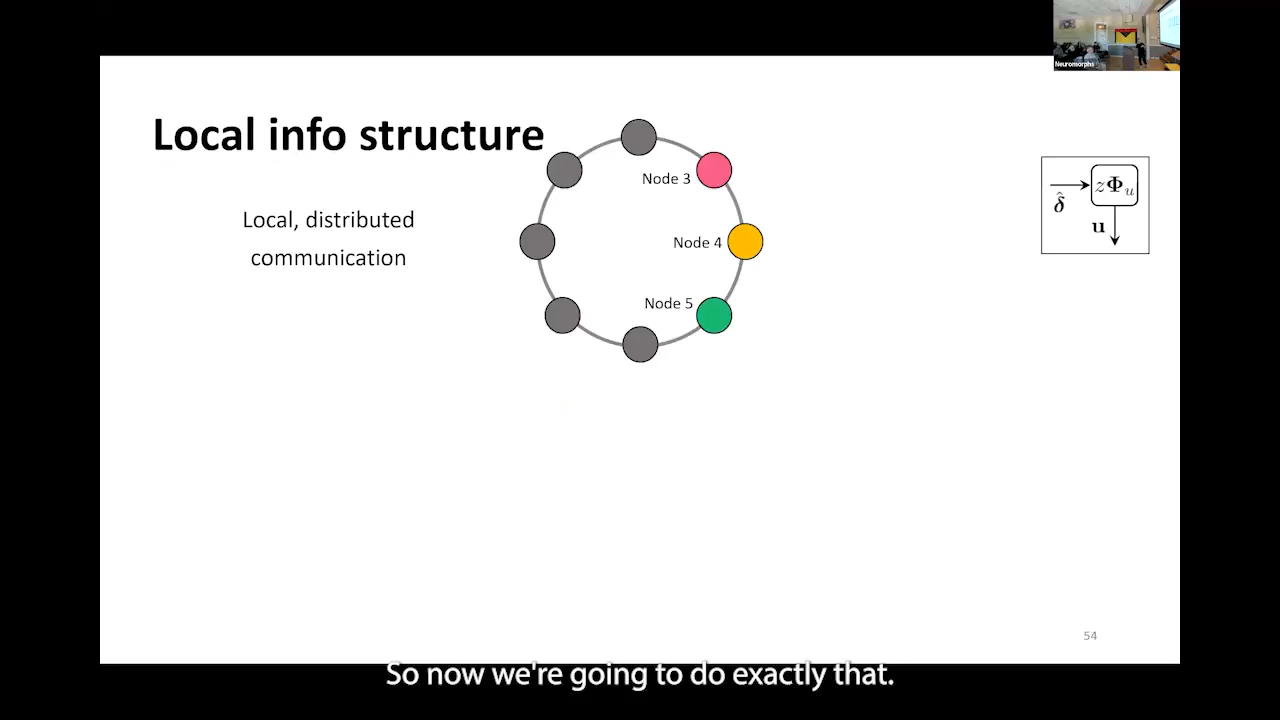 Neuromorphs
Local info structure
Local, distributed
communication
Node 3
Node 4
Node 5
δ̂
zΦ_u
u
54
So now we're going to do exactly that.